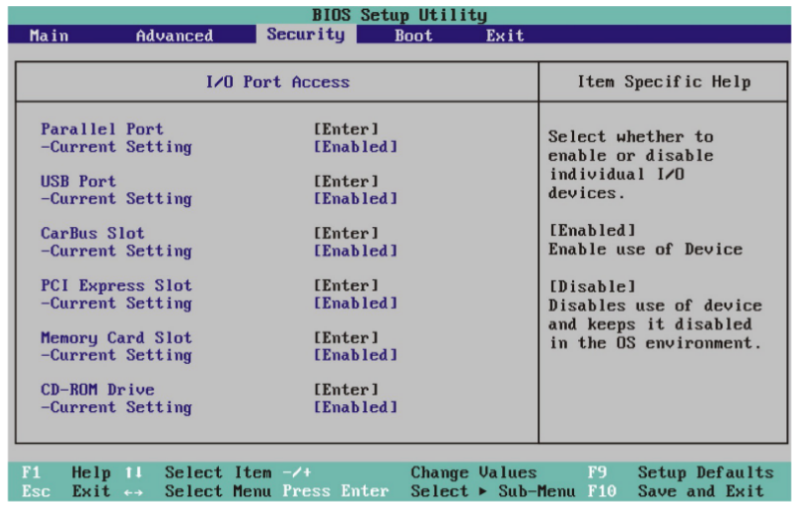 BIOS Setup Utility
Main Advanced Security Boot Exit
I/O Port Access
Item Specific Help
Parallel Port [Enter]
-Current Setting [Enabled]
USB Port [Enter]
-Current Setting [Enabled]
CarBus Slot [Enter]
-Current Setting [Enabled]
PCI Express Slot [Enter]
-Current Setting [Enabled]
Memory Card Slot [Enter]
-Current Setting [Enabled]
CD-ROM Drive [Enter]
-Current Setting [Enabled]
Select whether to
enable or disable
individual I/O
devices.
[Enabled]
Enable use of Device
[Disable]
Disables use of device
and keeps it disabled
in the OS environment.
F1 Help ↑↓ Select Item -/+ Change Values F9 Setup Defaults
Esc Exit ↔ Select Menu Press Enter Select ▶ Sub-Menu F10 Save and Exit